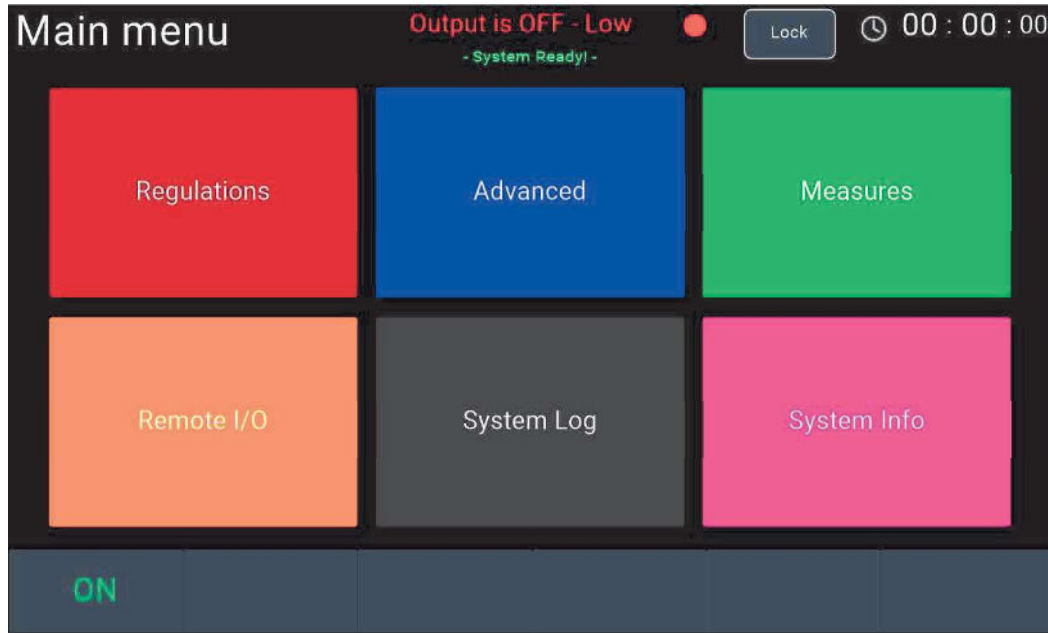 Main menu
Output is OFF - Low
- System Ready! -
Lock
00 : 00 : 00
Regulations
Advanced
Measures
Remote I/O
System Log
System Info
ON